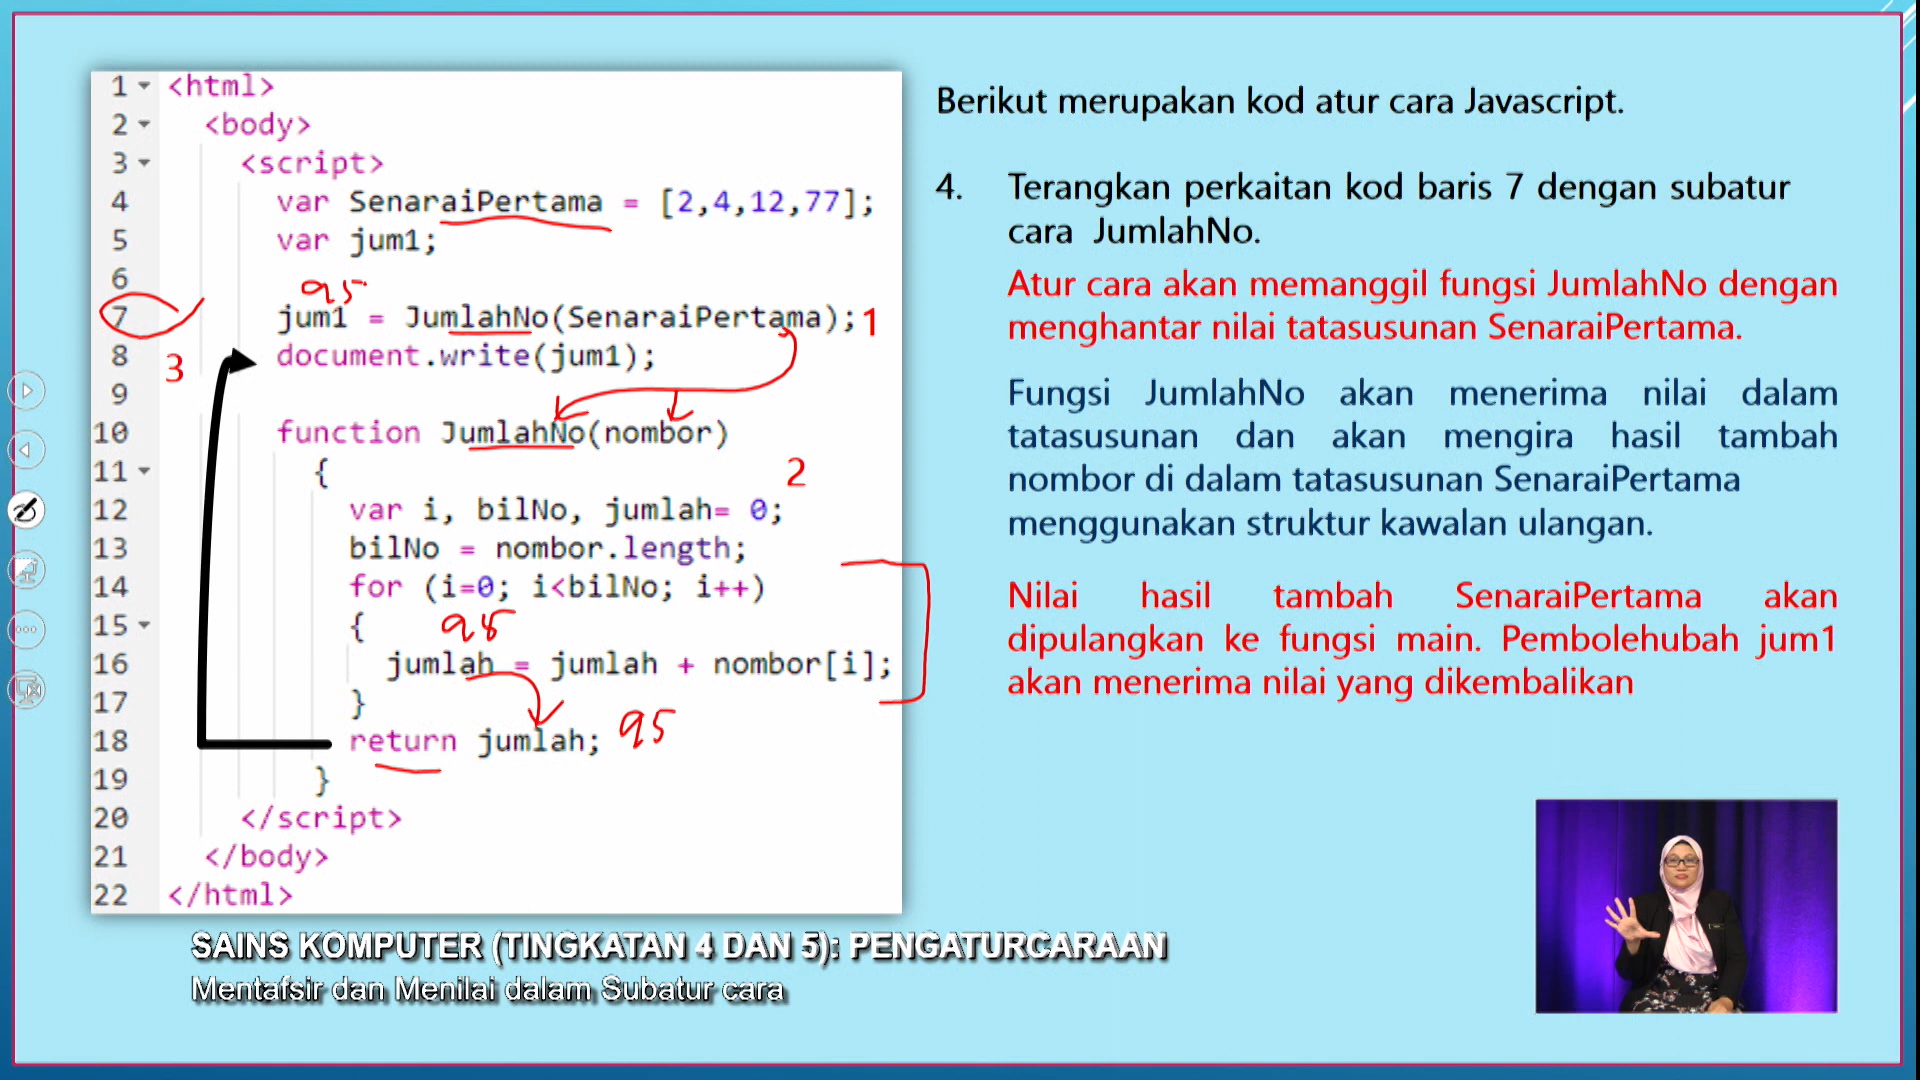 1 <html>
2 <body>
3 <script>
4 var SenaraiPertama = [2,4,12,77];
5 var jum1;
6
95
7 jum1 = JumlahNo(SenaraiPertama); 1
8 3 document.write(jum1);
9
10 function JumlahNo(nombor)
11 { 2
12 var i, bilNo, jumlah= 0;
13 bilNo = nombor.length;
14 for (i=0; i<bilNo; i++)
15 { 95
16 jumlah = jumlah + nombor[i];
17 }
18 return jumlah; 95
19 }
20 </script>
21 </body>
22 </html>
Berikut merupakan kod atur cara Javascript.
4. Terangkan perkaitan kod baris 7 dengan subatur
cara JumlahNo.
Atur cara akan memanggil fungsi JumlahNo dengan
menghantar nilai tatasusunan SenaraiPertama.
Fungsi JumlahNo akan menerima nilai dalam
tatasusunan dan akan mengira hasil tambah
nombor di dalam tatasusunan SenaraiPertama
menggunakan struktur kawalan ulangan.
Nilai hasil tambah SenaraiPertama akan
dipulangkan ke fungsi main. Pembolehubah jum1
akan menerima nilai yang dikembalikan
SAINS KOMPUTER (TINGKATAN 4 DAN 5): PENGATURCARAAN
Mentafsir dan Menilai dalam Subatur cara